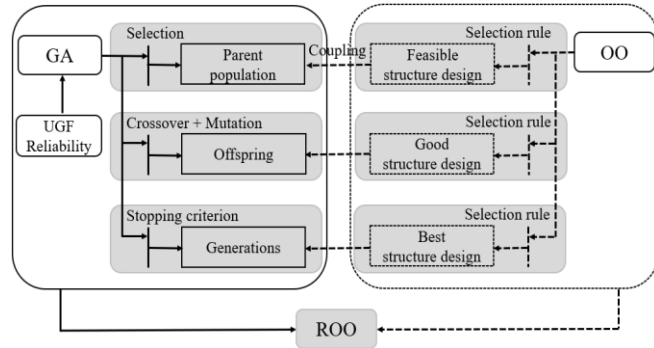 Selection
Selection rule
GA
Parent
population
Coupling
Feasible
structure design
OO
UGF
Reliability
Crossover + Mutation
Selection rule
Offspring
Good
structure design
Stopping criterion
Selection rule
Generations
Best
structure design
ROO